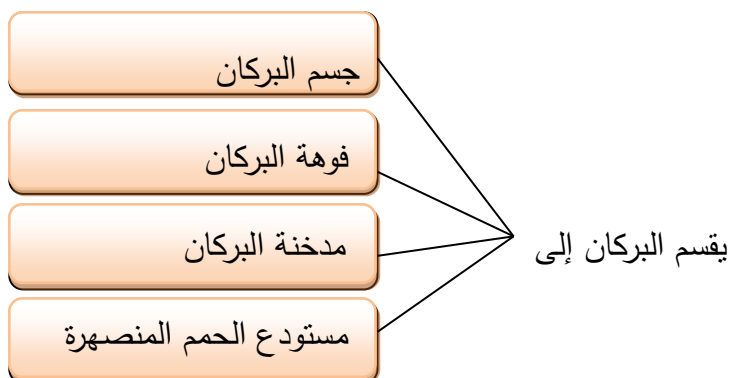 يقسم البركان إلى
جسم البركان
فوهة البركان
مدخنة البركان
مستودع الحمم المنصهرة